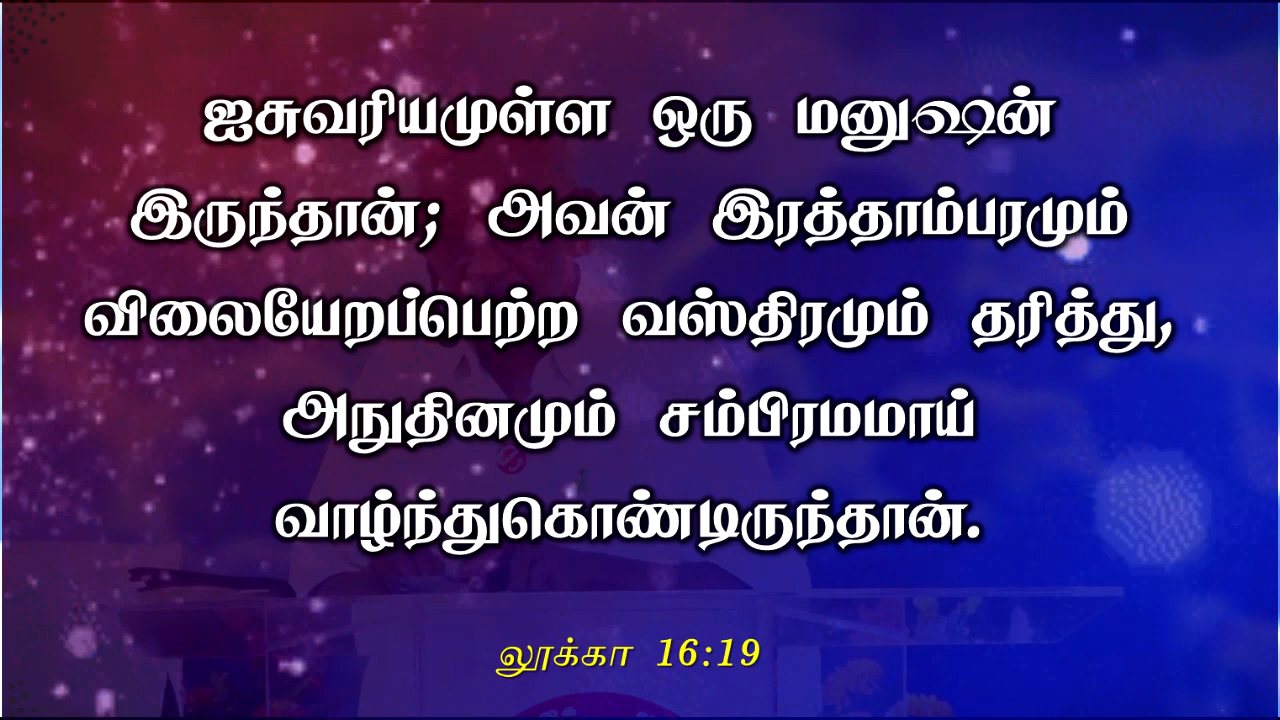 ஐசுவரியமுள்ள ஒரு மனுஷன்
இருந்தான்; அவன் இரத்தாம்பரமும்
விலையேறப்பெற்ற வஸ்திரமும் தரித்து,
அநுதினமும் சம்பிரமமாய்
வாழ்ந்துகொண்டிருந்தான்.
லூக்கா 16:19